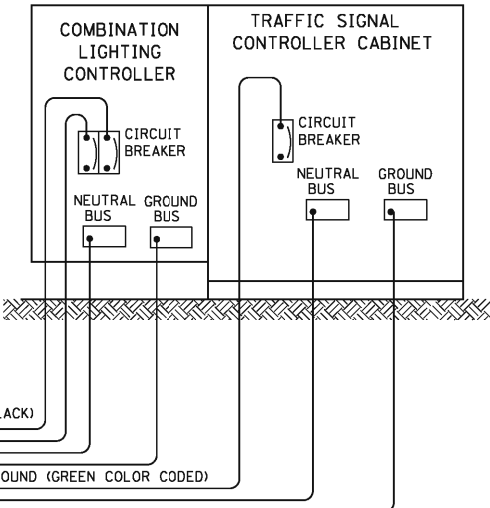 COMBINATION
LIGHTING
CONTROLLER
TRAFFIC SIGNAL
CONTROLLER CABINET
CIRCUIT
BREAKER
CIRCUIT
BREAKER
NEUTRAL
BUS
GROUND
BUS
NEUTRAL
BUS
GROUND
BUS
LACK)
OUND (GREEN COLOR CODED)